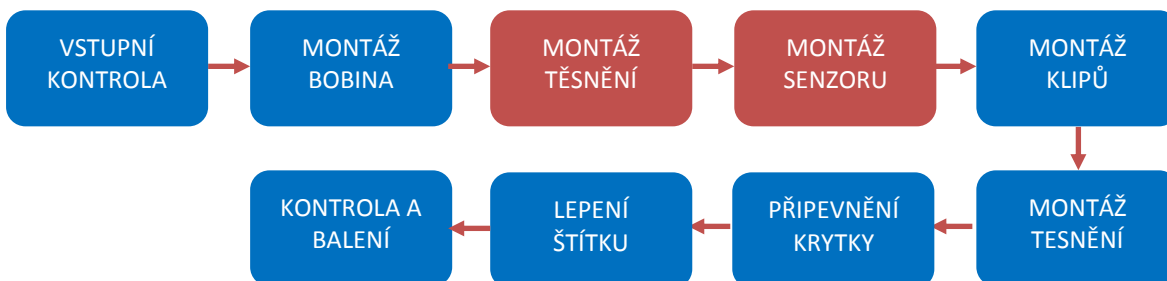 VSTUPNÍ
KONTROLA
MONTÁŽ
BOBINA
MONTÁŽ
TĚSNĚNÍ
MONTÁŽ
SENZORU
MONTÁŽ
KLIPŮ
MONTÁŽ
TESNĚNÍ
PŘIPEVNĚNÍ
KRYTKY
LEPENÍ
ŠTÍTKU
KONTROLA A
BALENÍ